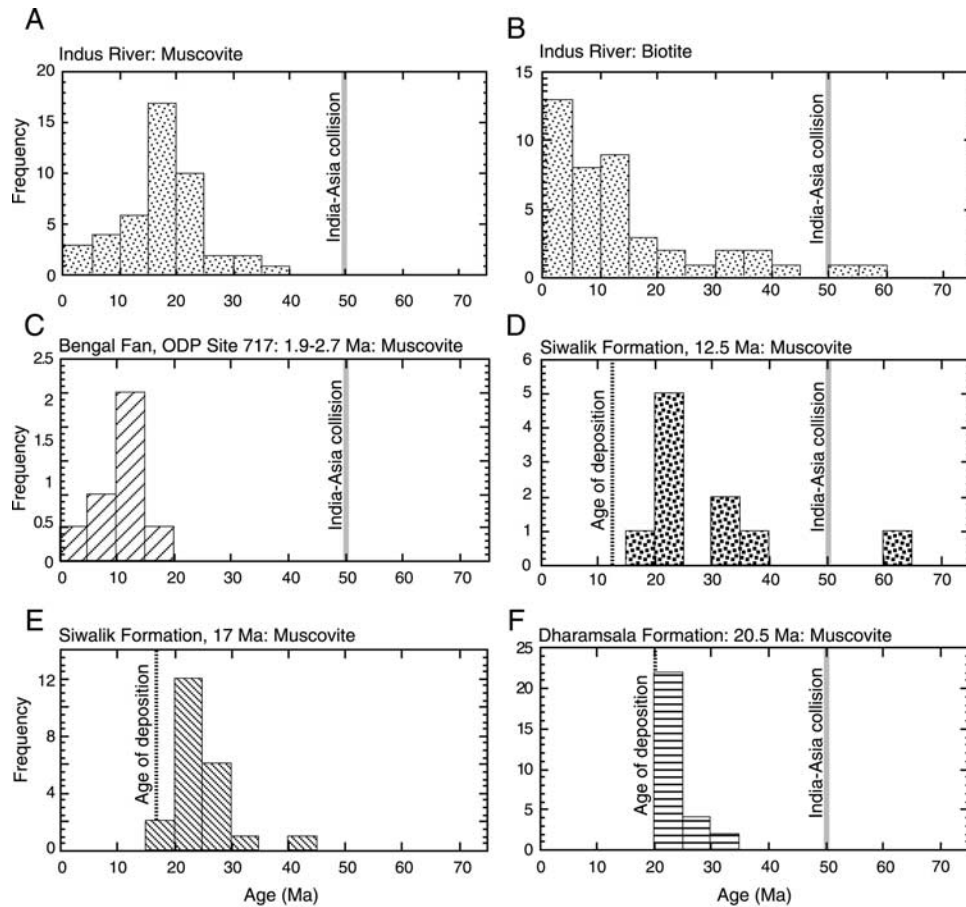 A
Indus River: Muscovite
20
15
10
5
0
Frequency
India-Asia collision
0 10 20 30 40 50 60 70
B
Indus River: Biotite
15
10
5
0
India-Asia collision
0 10 20 30 40 50 60 70
C
Bengal Fan, ODP Site 717: 1.9-2.7 Ma: Muscovite
2.5
2
1.5
1
0.5
0
Frequency
India-Asia collision
0 10 20 30 40 50 60 70
D
Siwalik Formation, 12.5 Ma: Muscovite
6
5
4
3
2
1
0
Age of deposition
India-Asia collision
0 10 20 30 40 50 60 70
E
Siwalik Formation, 17 Ma: Muscovite
12
8
4
0
Frequency
Age of deposition
0 10 20 30 40 50 60 70
Age (Ma)
F
Dharamsala Formation: 20.5 Ma: Muscovite
25
20
15
10
5
0
Age of deposition
India-Asia collision
0 10 20 30 40 50 60 70
Age (Ma)